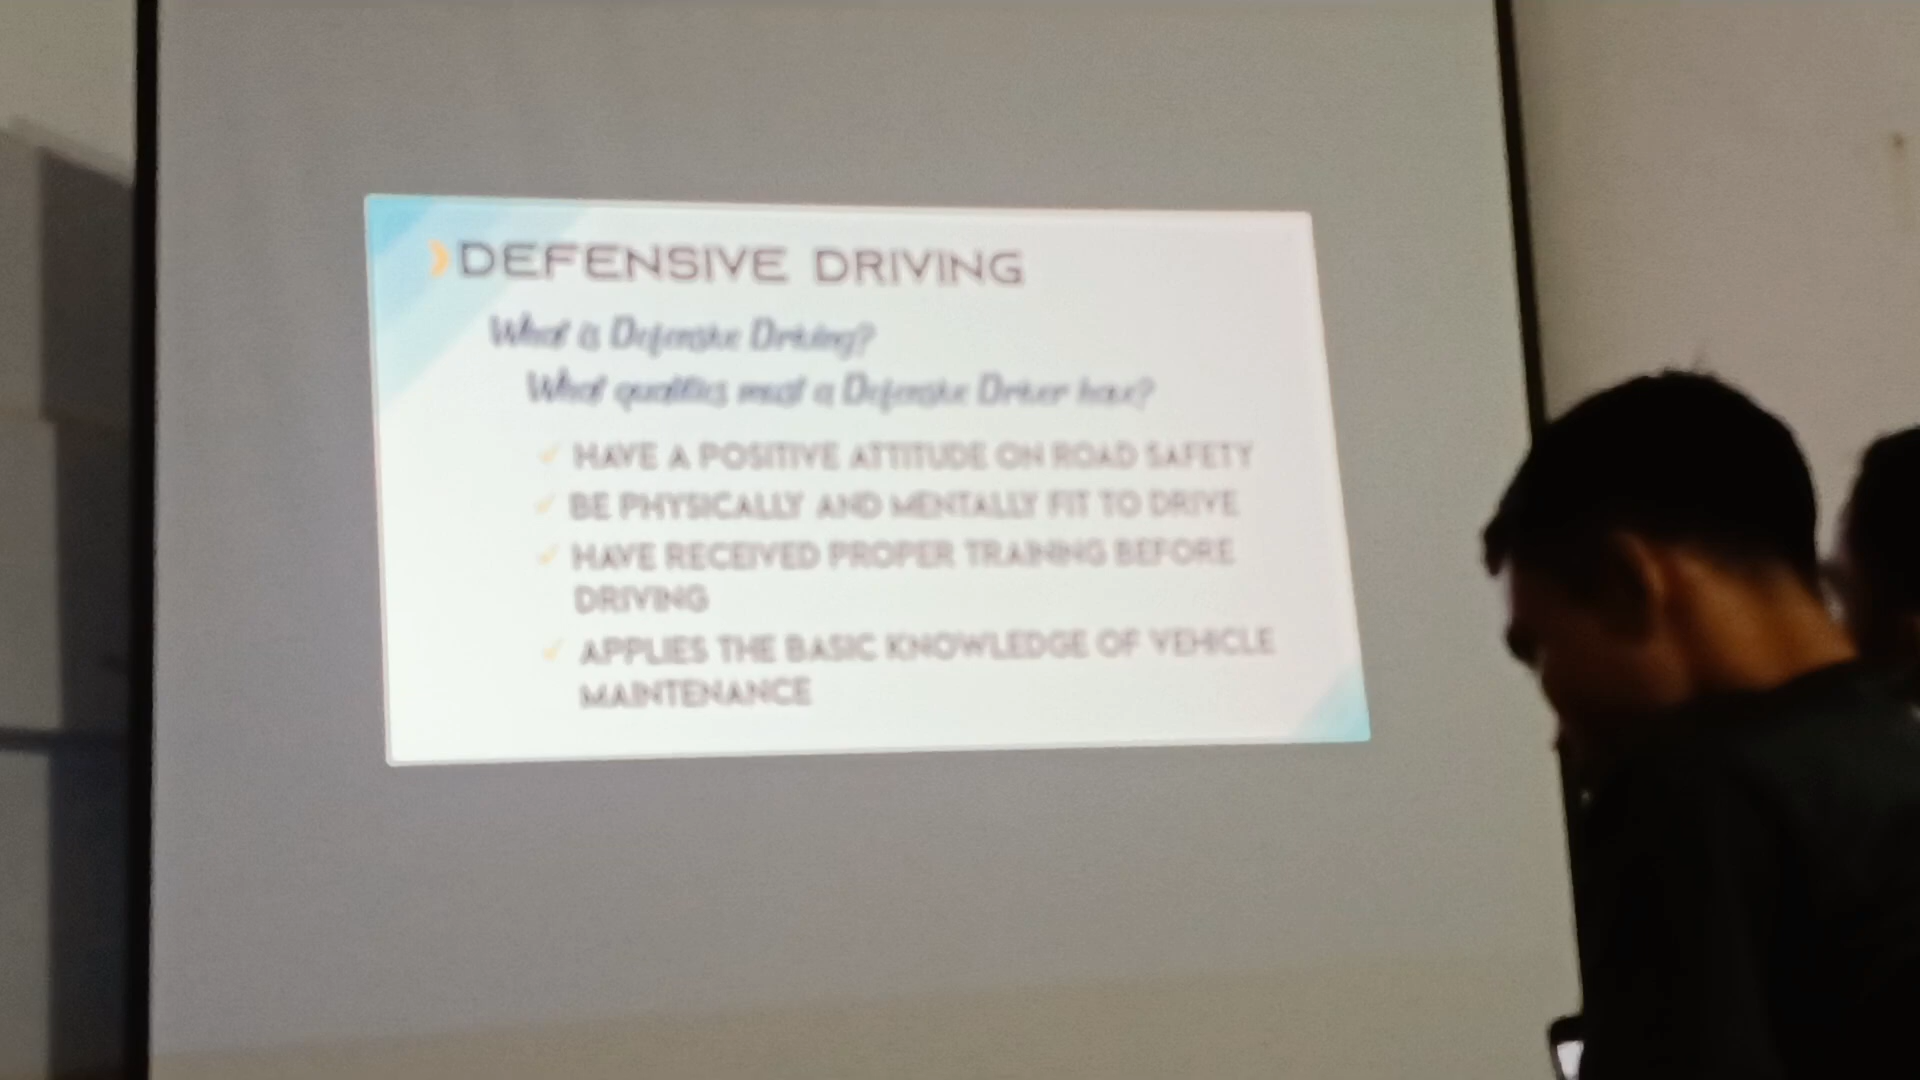 DEFENSIVE DRIVING
What is Defensive Driving?
What qualities must a Defensive Driver have?
HAVE A POSITIVE ATTITUDE ON ROAD SAFETY
BE PHYSICALLY AND MENTALLY FIT TO DRIVE
HAVE RECEIVED PROPER TRAINING BEFORE
DRIVING
APPLIES THE BASIC KNOWLEDGE OF VEHICLE
MAINTENANCE